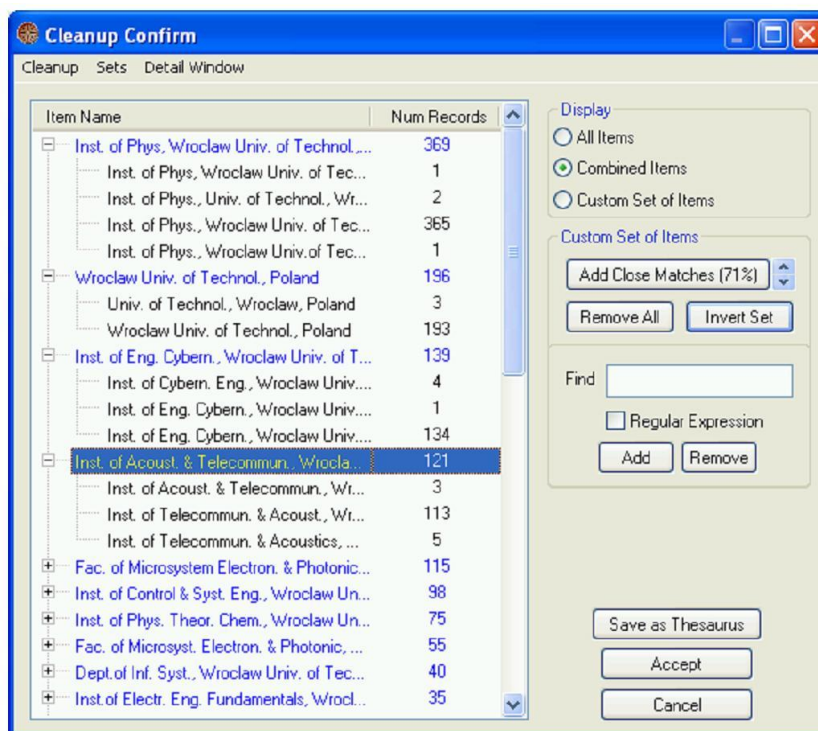 Cleanup Confirm
Cleanup Sets Detail Window
Item Name Num Records
Inst. of Phys, Wroclaw Univ. of Technol.,... 369
Inst. of Phys, Wroclaw Univ. of Tec... 1
Inst. of Phys., Univ. of Technol., Wr... 2
Inst. of Phys., Wroclaw Univ. of Tec... 365
Inst. of Phys., Wroclaw Univ.of Tec... 1
Wroclaw Univ. of Technol., Poland 196
Univ. of Technol., Wroclaw, Poland 3
Wroclaw Univ. of Technol., Poland 193
Inst. of Eng. Cybern., Wroclaw Univ. of T... 139
Inst. of Cybern. Eng., Wroclaw Univ.... 4
Inst. of Eng. Cybern., Wroclaw Univ.... 1
Inst. of Eng. Cybern., Wroclaw Univ.... 134
Inst. of Acoust. & Telecommun., Wrocla... 121
Inst. of Acoust. & Telecommun., Wr... 3
Inst. of Telecommun. & Acoust., Wr... 113
Inst. of Telecommun. & Acoustics, ... 5
Fac. of Microsystem Electron. & Photonic... 115
Inst. of Control & Syst. Eng., Wroclaw Un... 98
Inst. of Phys. Theor. Chem., Wroclaw Un... 75
Fac. of Microsyst. Electron. & Photonic, ... 55
Dept.of Inf. Syst., Wroclaw Univ. of Tec... 40
Inst.of Electr. Eng. Fundamentals, Wrocl... 35
Display
All Items
Combined Items
Custom Set of Items
Custom Set of Items
Add Close Matches (71%)
Remove All Invert Set
Find
Regular Expression
Add Remove
Save as Thesaurus
Accept
Cancel